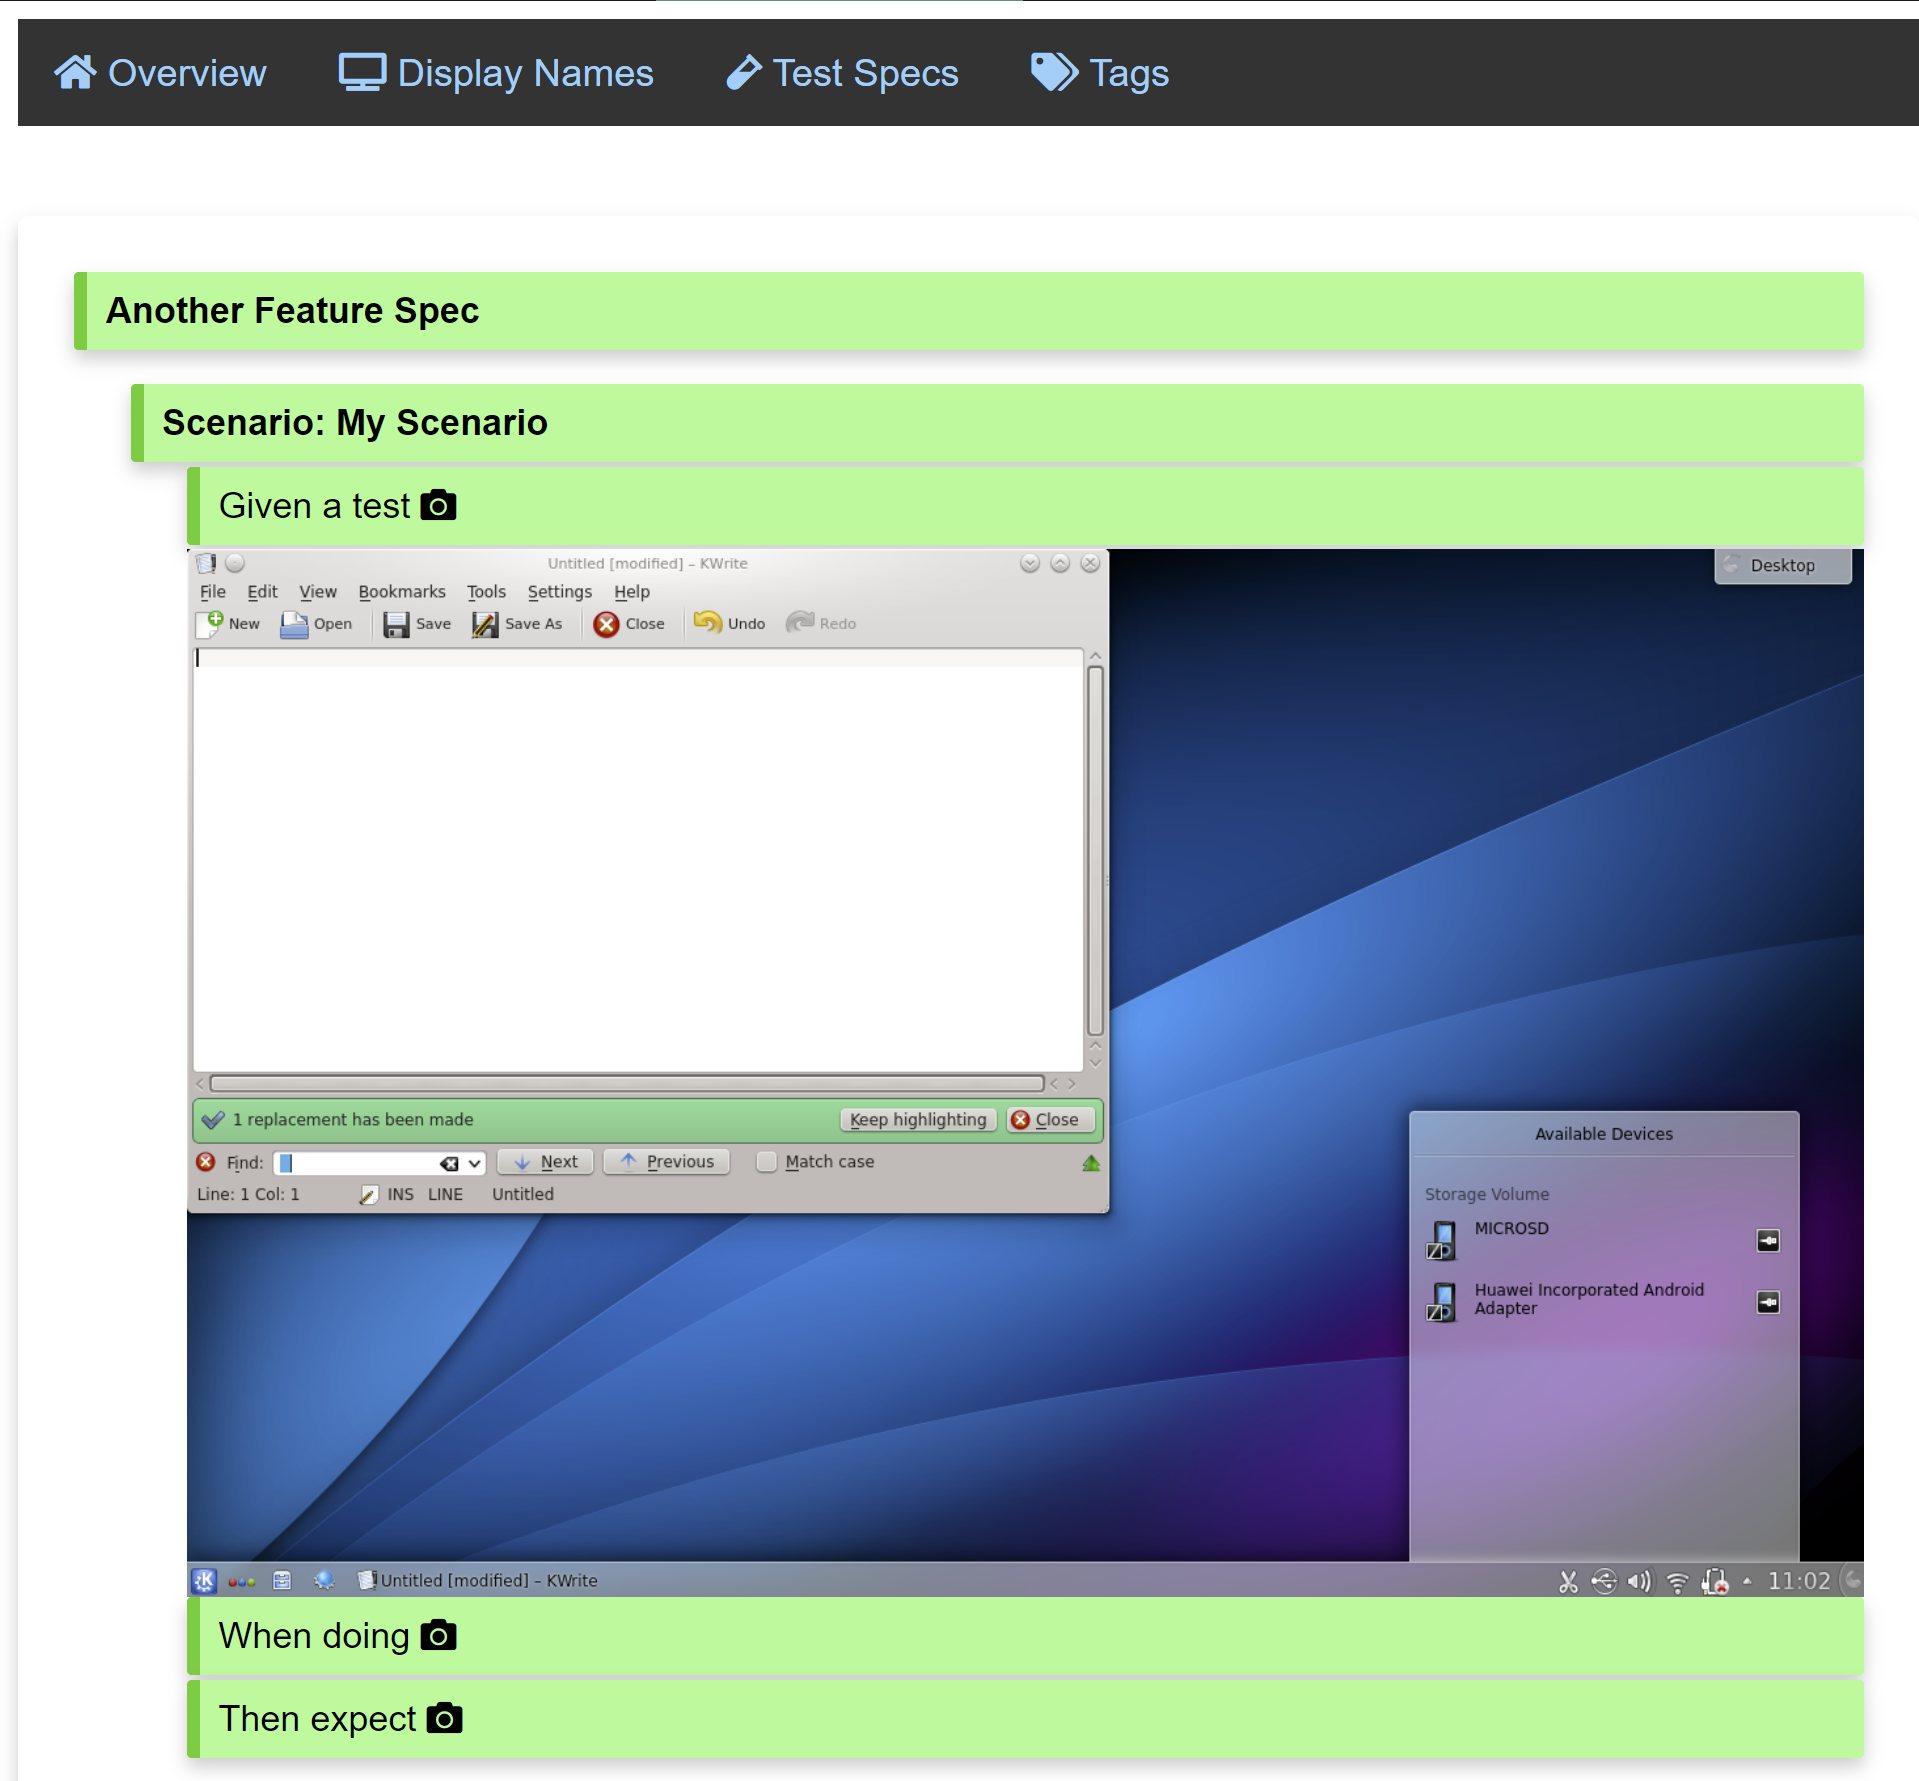 Overview Display Names Test Specs Tags
Another Feature Spec
Scenario: My Scenario
Given a test
Untitled [modified] – KWrite
Desktop
File Edit View Bookmarks Tools Settings Help
New Open Save Save As Close Undo Redo
1 replacement has been made Keep highlighting Close
Find: Next Previous Match case
Line: 1 Col: 1 INS LINE Untitled
Available Devices
Storage Volume
MICROSD
Huawei Incorporated Android
Adapter
Untitled [modified] – KWrite 11:02
When doing
Then expect